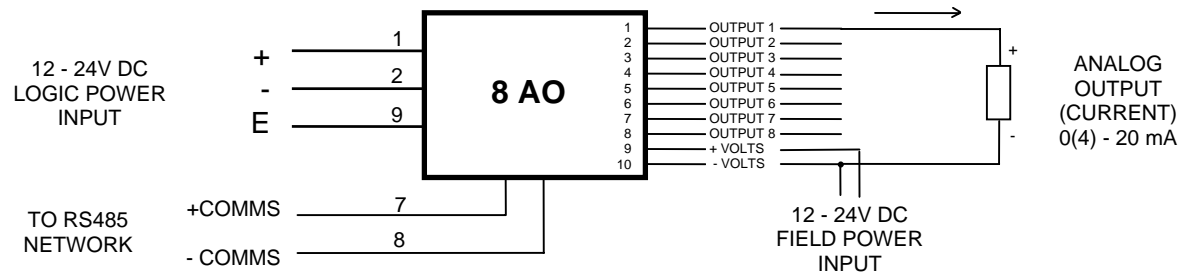 12 - 24V DC
LOGIC POWER
INPUT
+
-
E
1
2
9
8 AO
1
2
3
4
5
6
7
8
9
10
OUTPUT 1
OUTPUT 2
OUTPUT 3
OUTPUT 4
OUTPUT 5
OUTPUT 6
OUTPUT 7
OUTPUT 8
+ VOLTS
- VOLTS
+
-
ANALOG
OUTPUT
(CURRENT)
0(4) - 20 mA
TO RS485
NETWORK
+COMMS
- COMMS
7
8
12 - 24V DC
FIELD POWER
INPUT